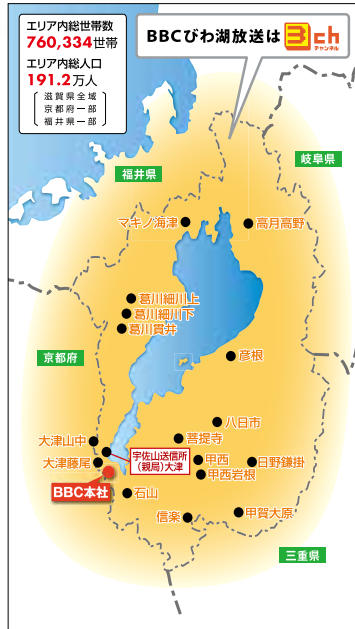 エリア内総世帯数
760,334世帯
エリア内総人口
191.2万人
滋賀県全域
京都府一部
福井県一部
BBCびわ湖放送は 3ch
チャンネル
岐阜県
福井県
マキノ海津
高月高野
葛川細川上
葛川細川下
葛川貫井
京都府
彦根
八日市
大津山中
菩提寺
宇佐山送信所
(親局)大津
大津藤尾
甲西
日野鎌掛
BBC本社
甲西岩根
石山
信楽
甲賀大原
三重県